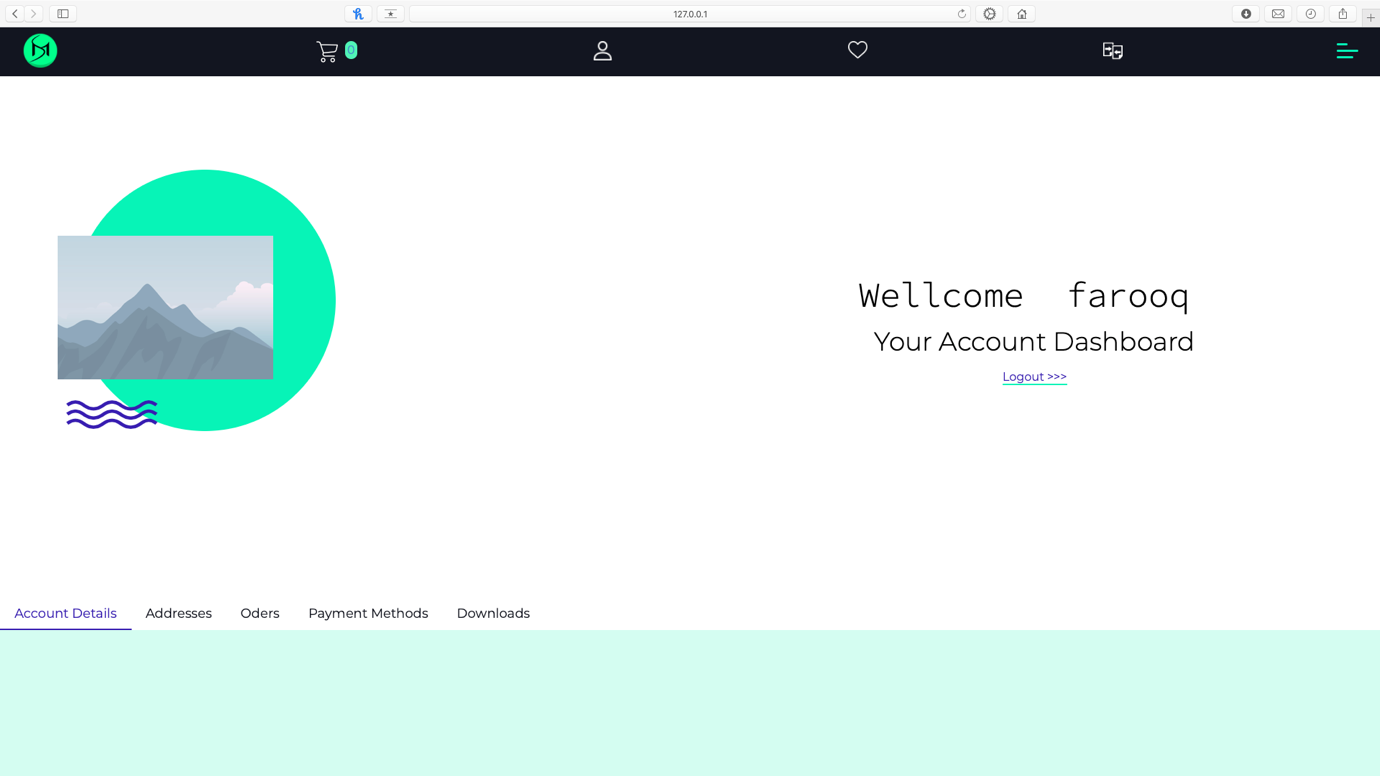 127.0.0.1
0
Wellcome farooq
Your Account Dashboard
Logout >>>
Account Details Addresses Oders Payment Methods Downloads